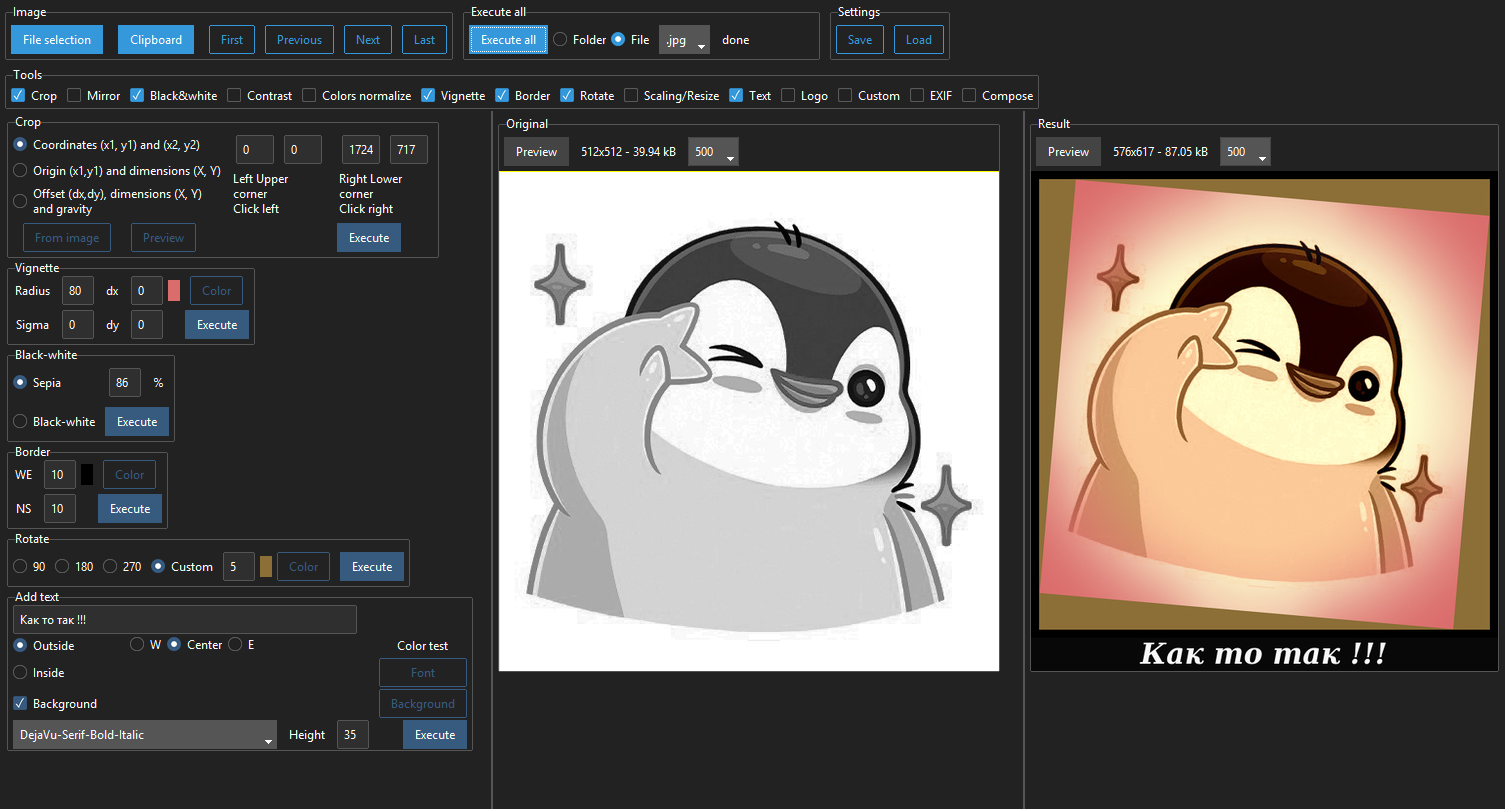 Image
File selection Clipboard First Previous Next Last
Execute all
Execute all Folder File .jpg done
Settings
Save Load
Tools
Crop Mirror Black&white Contrast Colors normalize Vignette Border Rotate Scaling/Resize Text Logo Custom EXIF Compose
Crop
Coordinates (x1, y1) and (x2, y2) 0 0 1724 717
Origin (x1,y1) and dimensions (X, Y)
Offset (dx,dy), dimensions (X, Y)
and gravity
Left Upper
corner
Click left
Right Lower
corner
Click right
From image Preview Execute
Vignette
Radius 80 dx 0 Color
Sigma 0 dy 0 Execute
Black-white
Sepia 86 %
Black-white Execute
Border
WE 10 Color
NS 10 Execute
Rotate
90 180 270 Custom 5 Color Execute
Add text
Как то так !!!
Outside W Center E Color test
Inside Font
Background Background
DejaVu-Serif-Bold-Italic Height 35 Execute
Original
Preview 512x512 - 39.94 kB 500
Result
Preview 576x617 - 87.05 kB 500
Как то так !!!